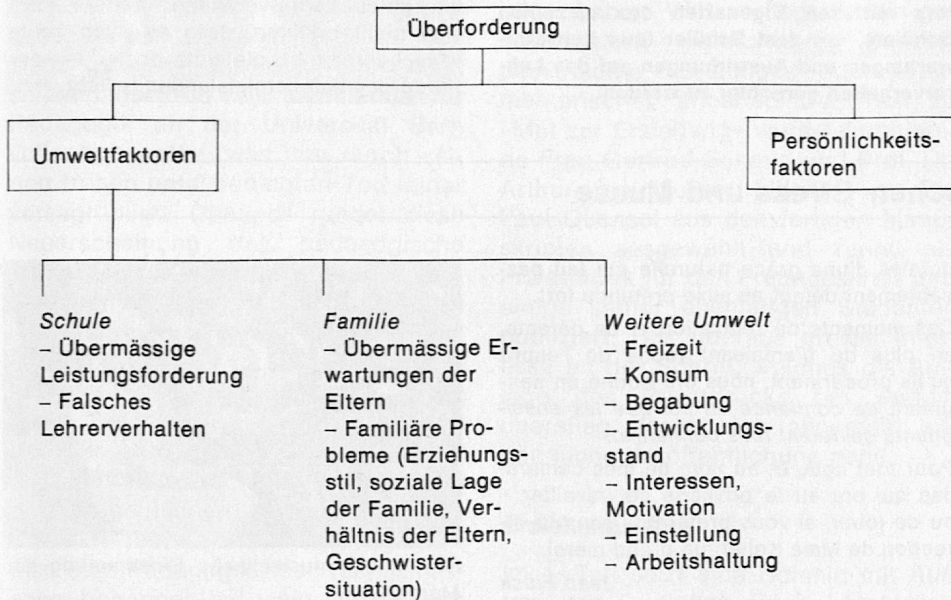 Überforderung
Umweltfaktoren
Persönlichkeits-
faktoren
Schule
– Übermässige
Leistungsforderung
– Falsches
Lehrerverhalten
Familie
– Übermässige Er-
wartungen der
Eltern
– Familiäre Pro-
bleme (Erziehungs-
stil, soziale Lage
der Familie, Ver-
hältnis der Eltern,
Geschwister-
situation)
Weitere Umwelt
– Freizeit
– Konsum
– Begabung
– Entwicklungs-
stand
– Interessen,
Motivation
– Einstellung
– Arbeitshaltung